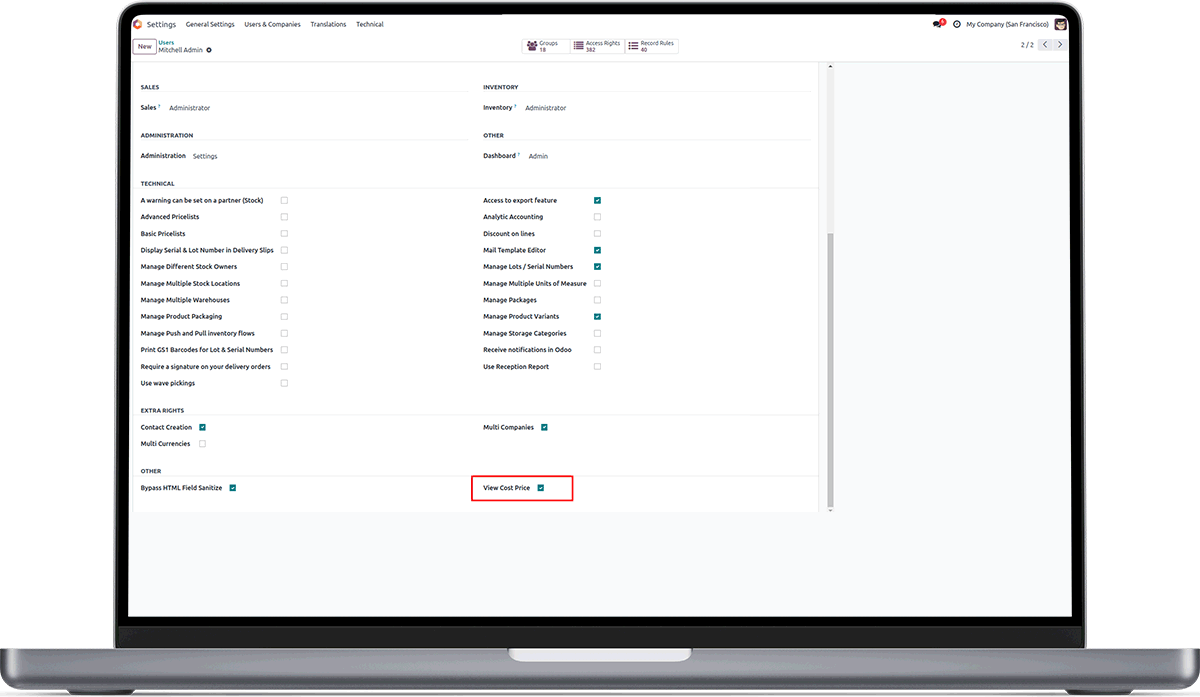 Settings General Settings Users & Companies Translations Technical
6 My Company (San Francisco)
New Users
Mitchell Admin
Groups
18
Access Rights
382
Record Rules
40
2 / 2
SALES
INVENTORY
Sales ? Administrator
Inventory ? Administrator
ADMINISTRATION
OTHER
Administration Settings
Dashboard ? Admin
TECHNICAL
A warning can be set on a partner (Stock)
Access to export feature
Advanced Pricelists
Analytic Accounting
Basic Pricelists
Discount on lines
Display Serial & Lot Number in Delivery Slips
Mail Template Editor
Manage Different Stock Owners
Manage Lots / Serial Numbers
Manage Multiple Stock Locations
Manage Multiple Units of Measure
Manage Multiple Warehouses
Manage Packages
Manage Product Packaging
Manage Product Variants
Manage Push and Pull inventory flows
Manage Storage Categories
Print GS1 Barcodes for Lot & Serial Numbers
Receive notifications in Odoo
Require a signature on your delivery orders
Use Reception Report
Use wave pickings
EXTRA RIGHTS
Contact Creation
Multi Companies
Multi Currencies
OTHER
Bypass HTML Field Sanitize
View Cost Price